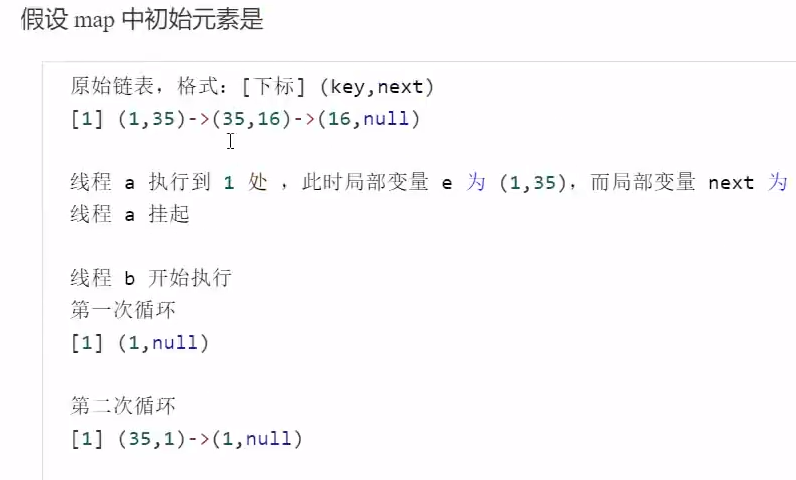 假设 map 中初始元素是
原始链表，格式：[下标] (key,next)
[1] (1,35)->(35,16)->(16,null)
线程 a 执行到 1 处 ，此时局部变量 e 为 (1,35)，而局部变量 next 为
线程 a 挂起
线程 b 开始执行
第一次循环
[1] (1,null)
第二次循环
[1] (35,1)->(1,null)